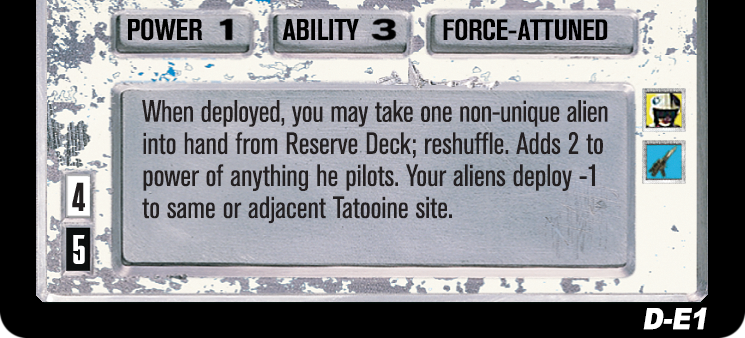 POWER 1 ABILITY 3 FORCE-ATTUNED
When deployed, you may take one non-unique alien
into hand from Reserve Deck; reshuffle. Adds 2 to
power of anything he pilots. Your aliens deploy -1
to same or adjacent Tatooine site.
4
5
D-E1